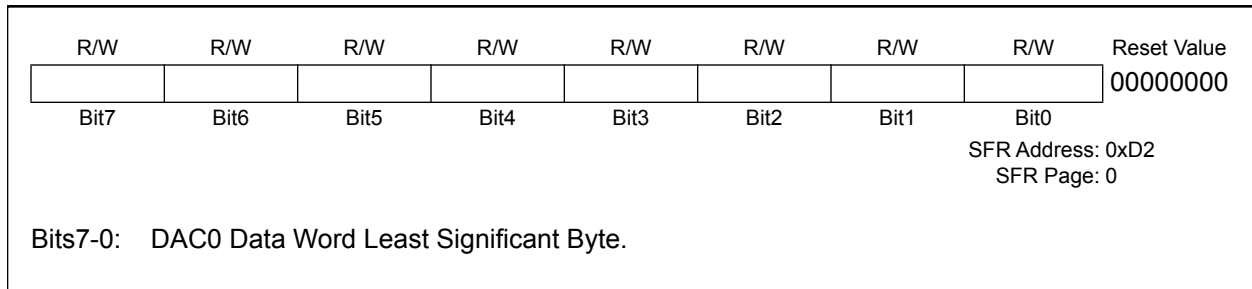 R/W R/W R/W R/W R/W R/W R/W R/W Reset Value
00000000
Bit7 Bit6 Bit5 Bit4 Bit3 Bit2 Bit1 Bit0
SFR Address: 0xD2
SFR Page: 0
Bits7-0: DAC0 Data Word Least Significant Byte.